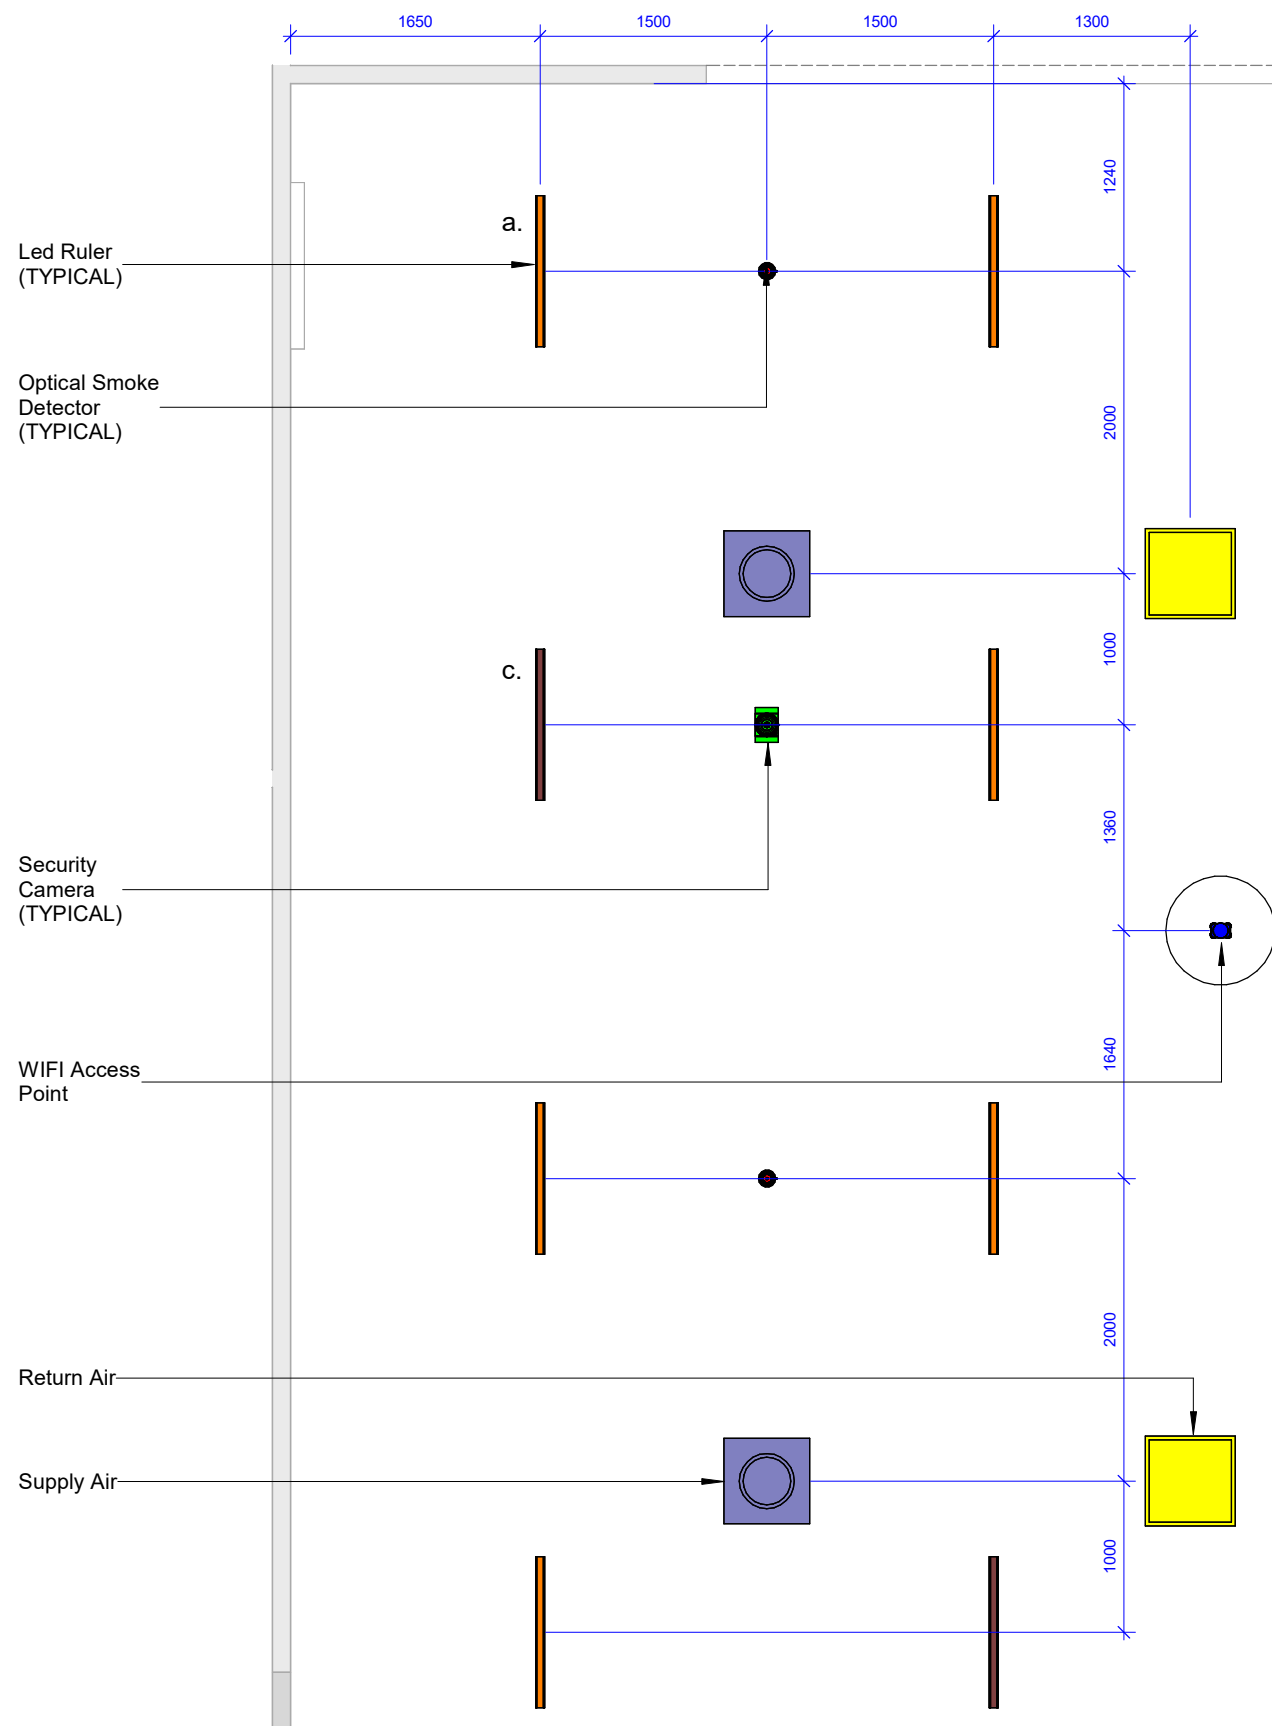 1650
1500
1500
1300
1240
a.
Led Ruler
(TYPICAL)
Optical Smoke
Detector
(TYPICAL)
2000
1000
c.
1360
Security
Camera
(TYPICAL)
1640
WIFI Access
Point
2000
Return Air
Supply Air
1000